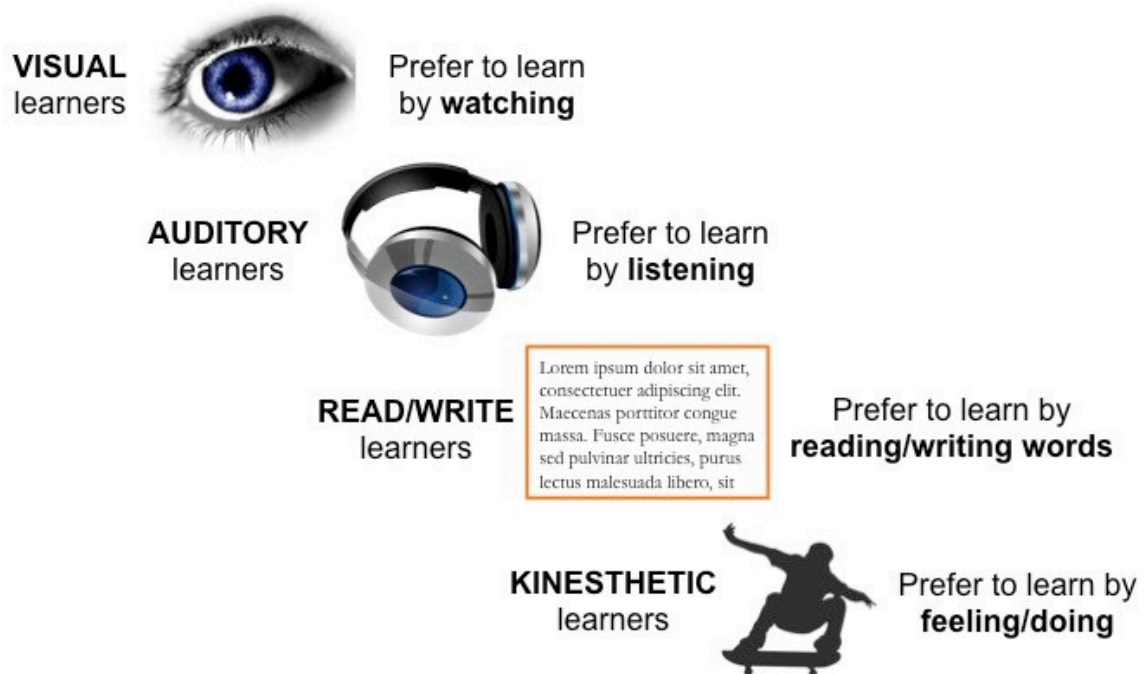 VISUAL
learners
Prefer to learn
by watching
AUDITORY
learners
Prefer to learn
by listening
READ/WRITE
learners
Lorem ipsum dolor sit amet,
consectetuer adipiscing elit.
Maecenas porttitor congue
massa. Fusce posuere, magna
sed pulvinar ultricies, purus
lectus malesuada libero, sit
Prefer to learn by
reading/writing words
KINESTHETIC
learners
Prefer to learn by
feeling/doing